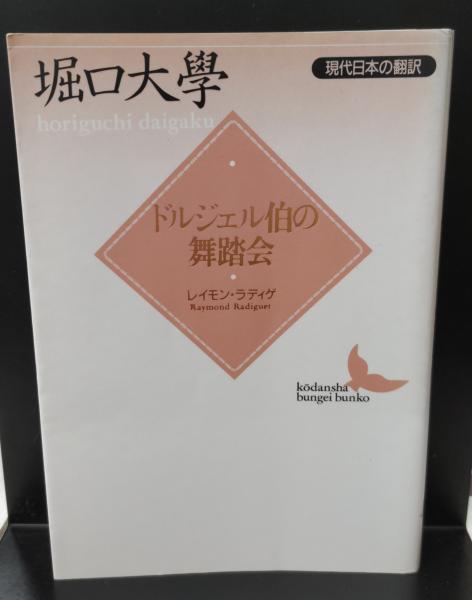 堀口大學
現代日本の翻訳
horiguchi daigaku
ドルジェル伯の
舞踏会
レイモン・ラディゲ
Raymond Radiguet
kōdansha
bungei bunko